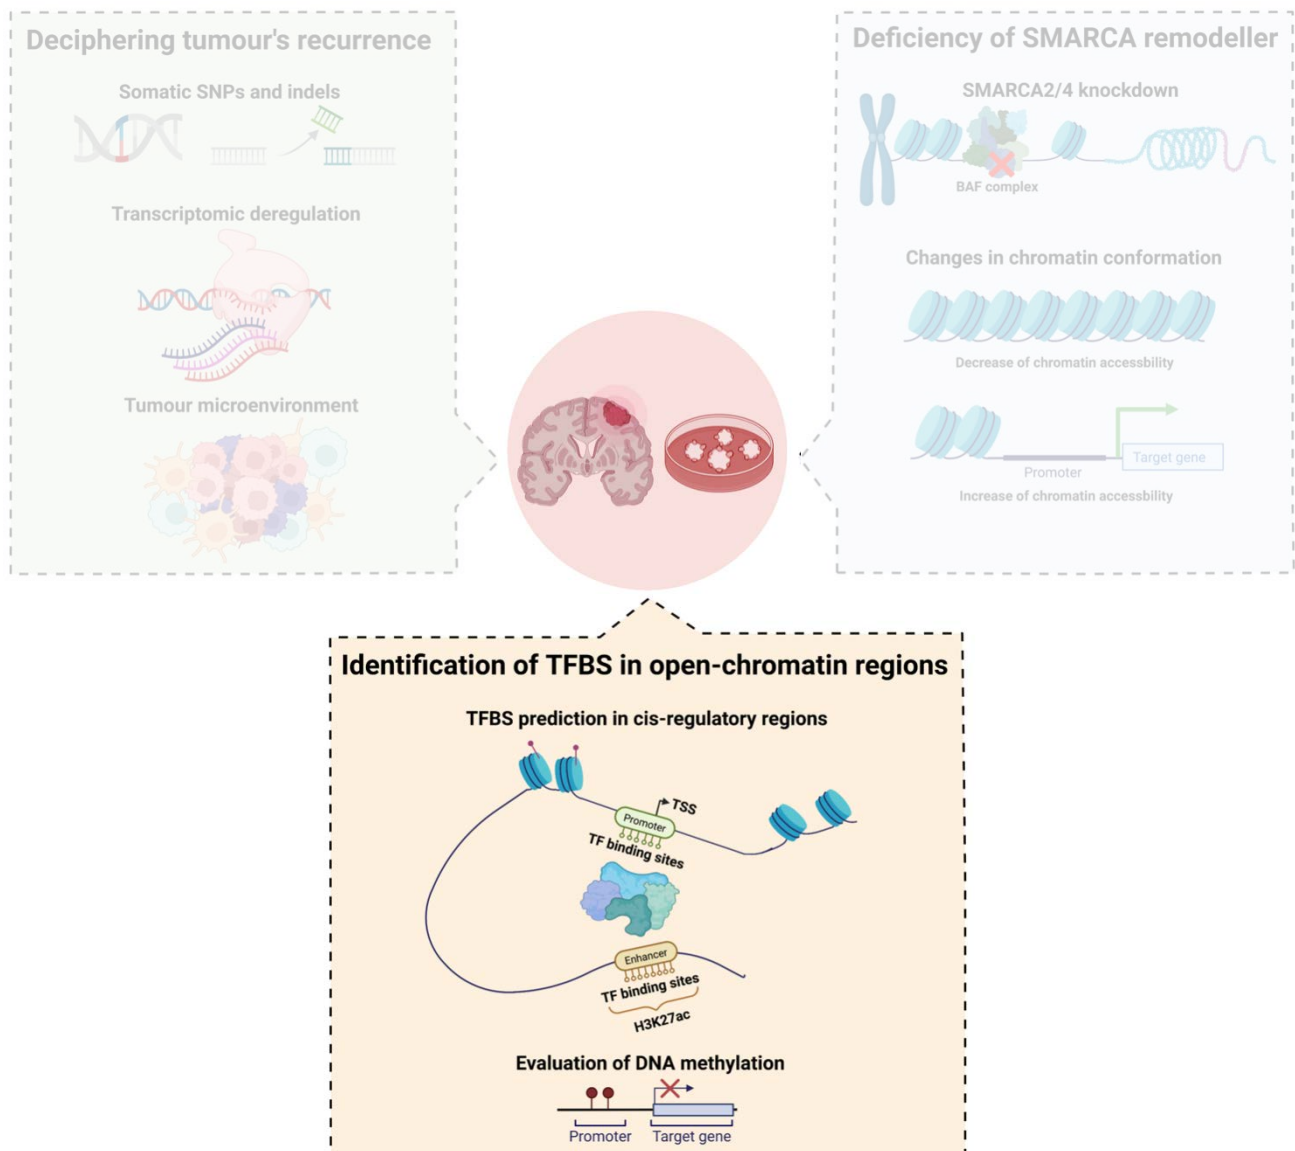 Deciphering tumour's recurrence
Somatic SNPs and indels
Transcriptomic deregulation
Tumour microenvironment
Deficiency of SMARCA remodeller
SMARCA2/4 knockdown
BAF complex
Changes in chromatin conformation
Decrease of chromatin accessbility
Promoter
Target gene
Increase of chromatin accessbility
Identification of TFBS in open-chromatin regions
TFBS prediction in cis-regulatory regions
TSS
Promoter
TF binding sites
Enhancer
TF binding sites
H3K27ac
Evaluation of DNA methylation
Promoter
Target gene